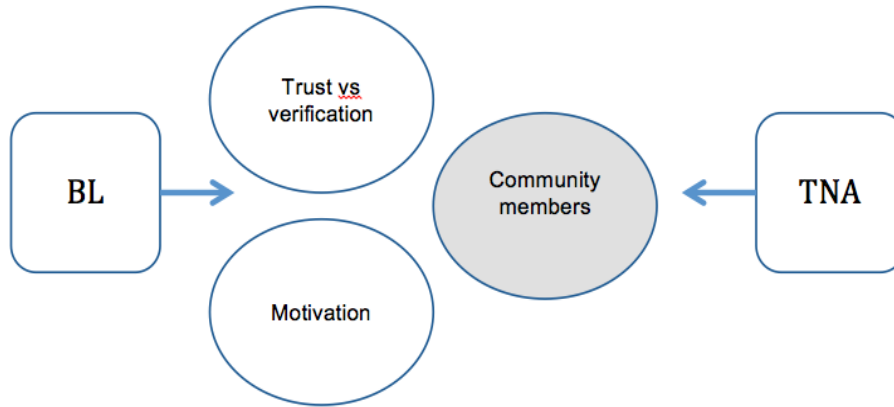 BL
Trust vs
verification
Motivation
Community
members
TNA